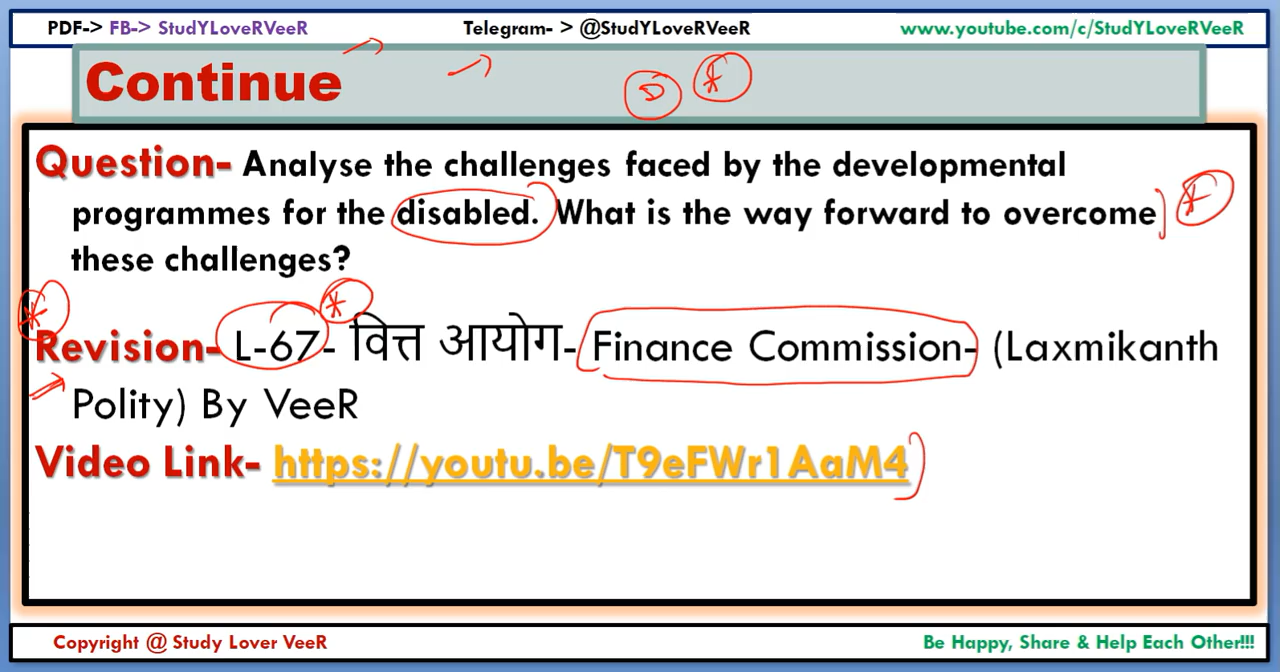 PDF-> FB-> StudYLoveRVeeR Telegram- > @StudYLoveRVeeR www.youtube.com/c/StudYLoveRVeeR
Continue
Question- Analyse the challenges faced by the developmental
programmes for the disabled. What is the way forward to overcome
these challenges?
Revision- L-67- वित्त आयोग- Finance Commission- (Laxmikanth
Polity) By VeeR
Video Link- https://youtu.be/T9eFWr1AaM4
Copyright @ Study Lover VeeR Be Happy, Share & Help Each Other!!!